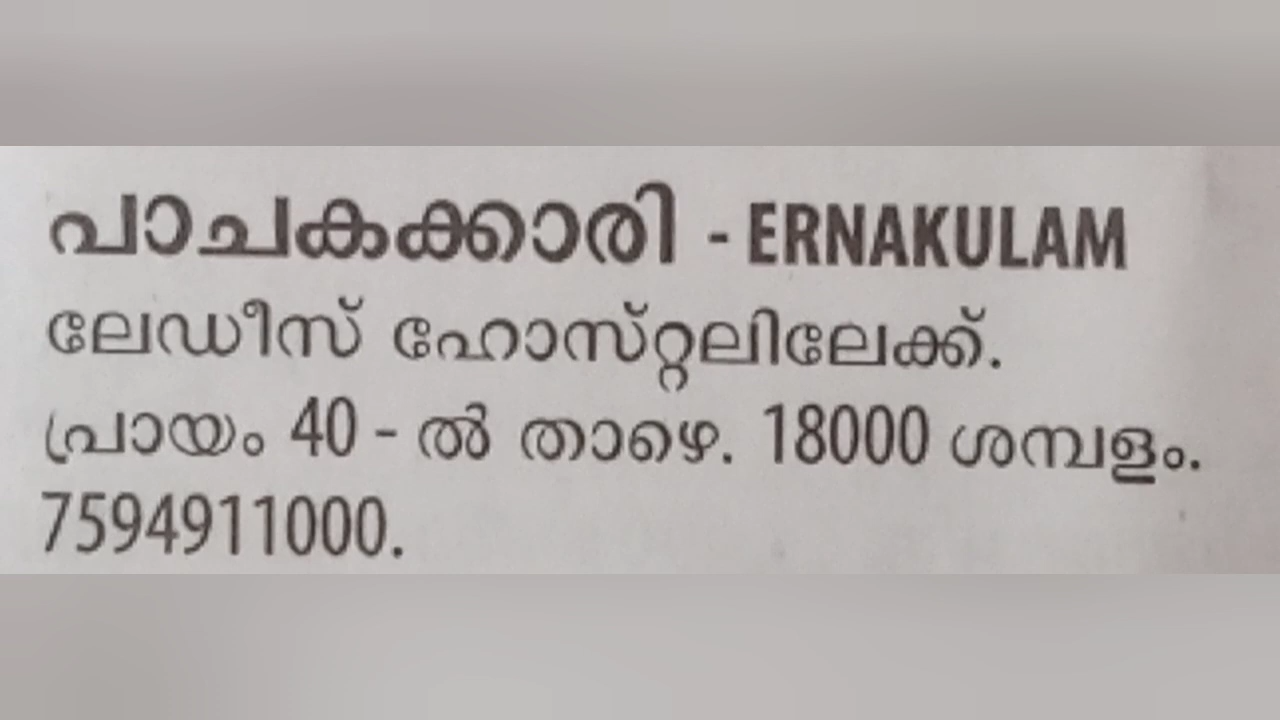 പാചകക്കാരി - ERNAKULAM
ലേഡീസ് ഹോസ്റ്റലിലേക്ക്.
പ്രായം 40 - ൽ താഴെ. 18000 ശമ്പളം.
7594911000.